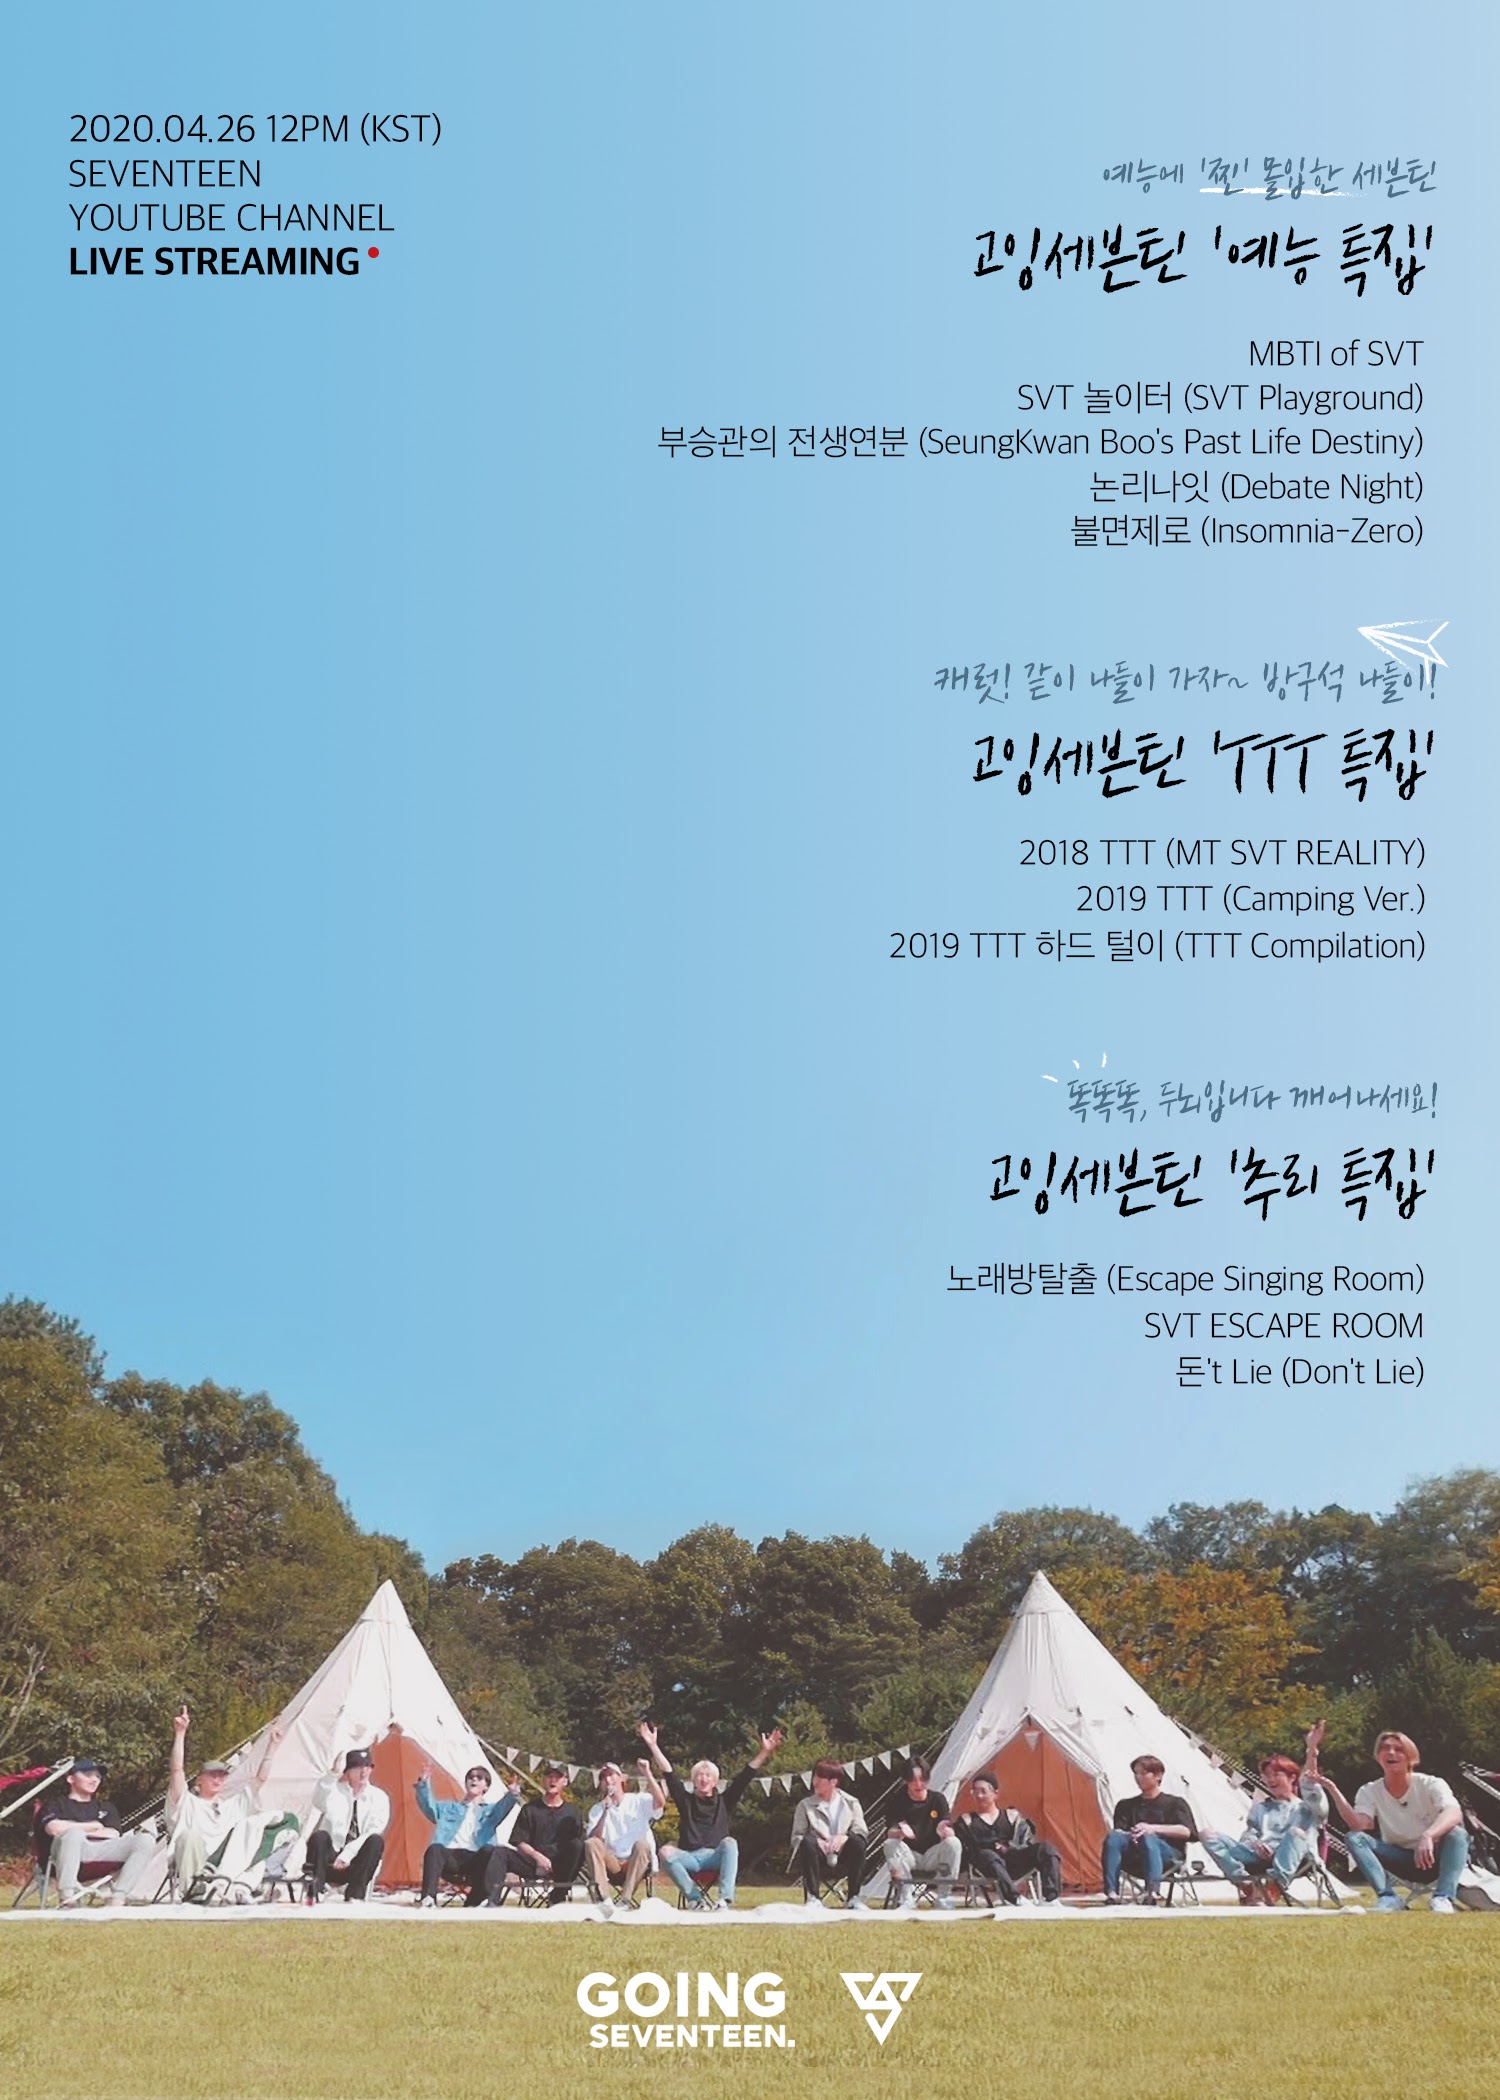 2020.04.26 12PM (KST)
SEVENTEEN
YOUTUBE CHANNEL
LIVE STREAMING
예능에 '찐' 몰입한 세븐틴
고잉세븐틴 '예능 특집'
MBTI of SVT
SVT 놀이터 (SVT Playground)
부승관의 전생연분 (SeungKwan Boo's Past Life Destiny)
논리나잇 (Debate Night)
불면제로 (Insomnia-Zero)
캐럿! 같이 나들이 가자~ 방구석 나들이!
고잉세븐틴 'TTT 특집'
2018 TTT (MT SVT REALITY)
2019 TTT (Camping Ver.)
2019 TTT 하드 털이 (TTT Compilation)
똑똑똑, 두뇌입니다 깨어나세요!
고잉세븐틴 '추리 특집'
노래방탈출 (Escape Singing Room)
SVT ESCAPE ROOM
돈't Lie (Don't Lie)
GOING
SEVENTEEN.